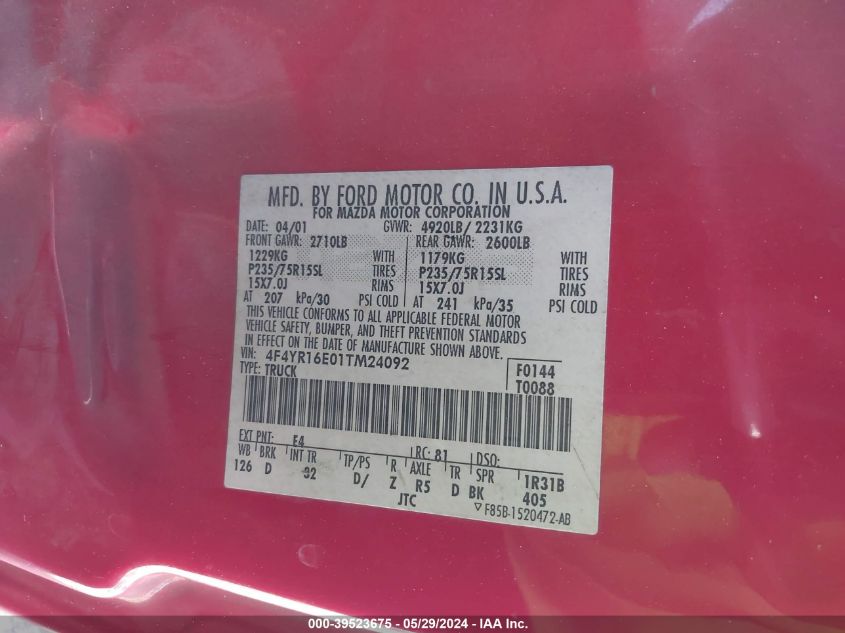 MFD. BY FORD MOTOR CO. IN U.S.A.
FOR MAZDA MOTOR CORPORATION
DATE: 04/01 GVWR: 4920LB/ 2231KG
FRONT GAWR: 2710LB REAR GAWR: 2600LB
1229KG WITH 1179KG WITH
P235/75R15SL TIRES P235/75R15SL TIRES
15X7.0J RIMS 15X7.0J RIMS
AT 207 kPa/30 PSI COLD AT 241 kPa/35 PSI COLD
THIS VEHICLE CONFORMS TO ALL APPLICABLE FEDERAL MOTOR
VEHICLE SAFETY, BUMPER, AND THEFT PREVENTION STANDARDS
IN EFFECT ON THE DATE OF MANUFACTURE SHOWN ABOVE.
VIN: 4F4YR16E01TM24092 F0144
TYPE: TRUCK T0088
EXT PNT: E4 RC: 81 DSO:
WB BRK INT TR TP/PS R AXLE TR SPR 1R31B
126 D 32 D/ Z R5 D BK 405
JTC ▽F85B-1520472-AB
000-39523675 - 05/29/2024 - IAA, Inc.